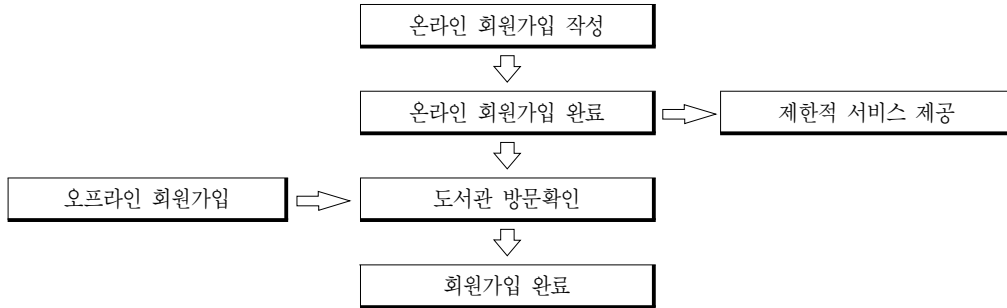 온라인 회원가입 작성
온라인 회원가입 완료
제한적 서비스 제공
오프라인 회원가입
도서관 방문확인
회원가입 완료